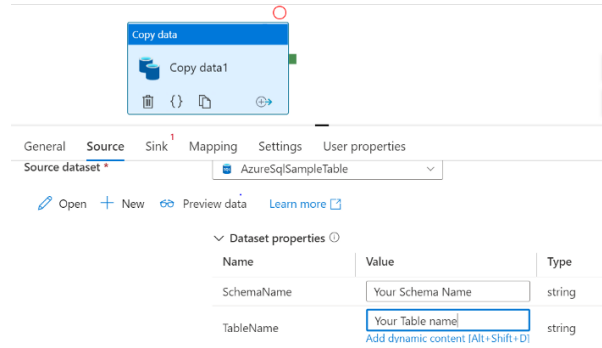 Copy data
Copy data1
General Source Sink 1 Mapping Settings User properties
Source dataset * AzureSqlSampleTable
Open New Preview data Learn more
Dataset properties
Name Value Type
SchemaName Your Schema Name string
TableName Your Table name string
Add dynamic content [Alt+Shift+D]